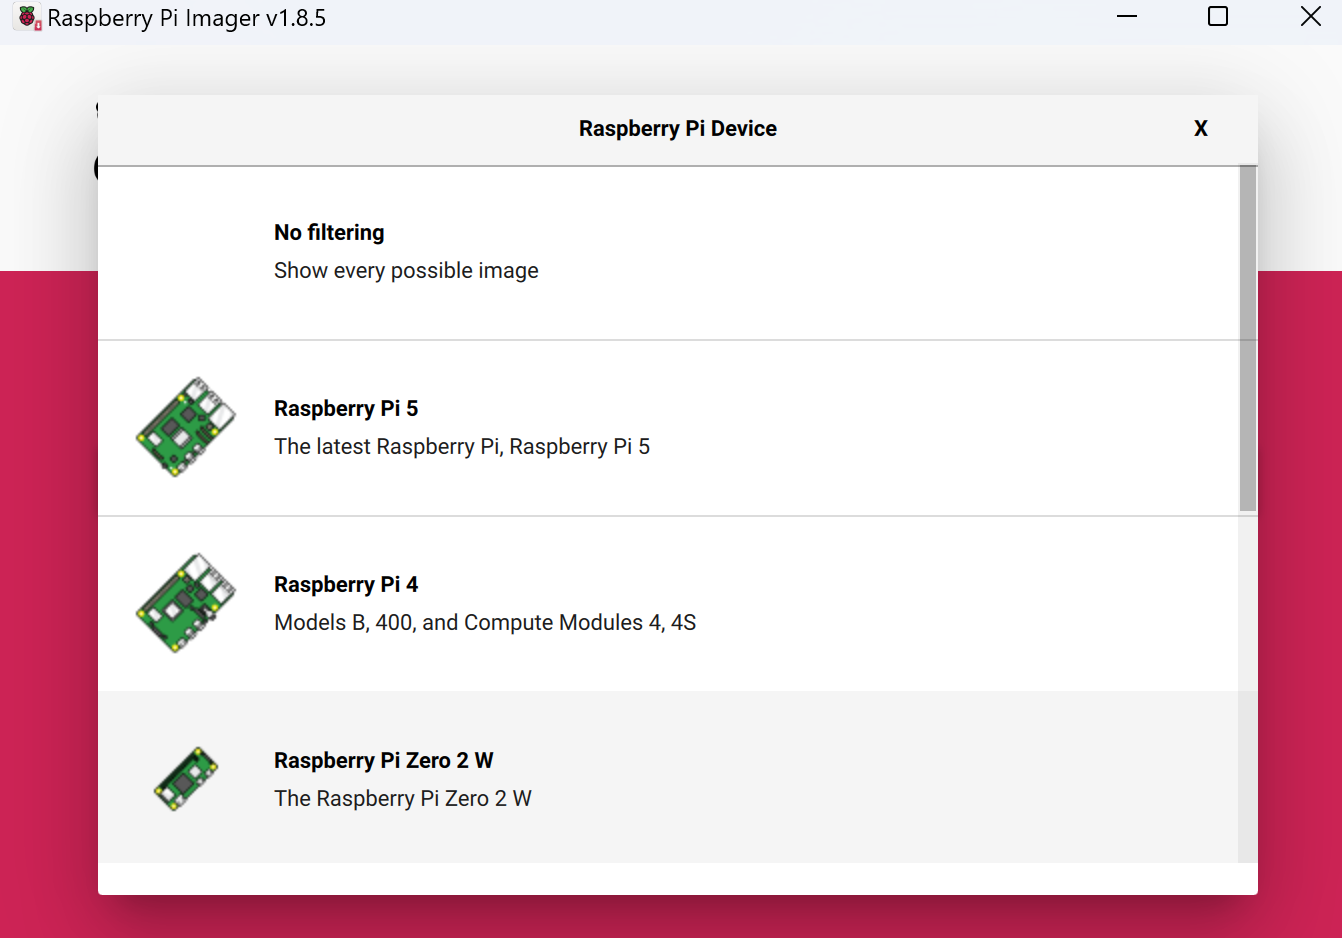 Raspberry Pi Imager v1.8.5
Raspberry Pi Device
X
No filtering
Show every possible image
Raspberry Pi 5
The latest Raspberry Pi, Raspberry Pi 5
Raspberry Pi 4
Models B, 400, and Compute Modules 4, 4S
Raspberry Pi Zero 2 W
The Raspberry Pi Zero 2 W